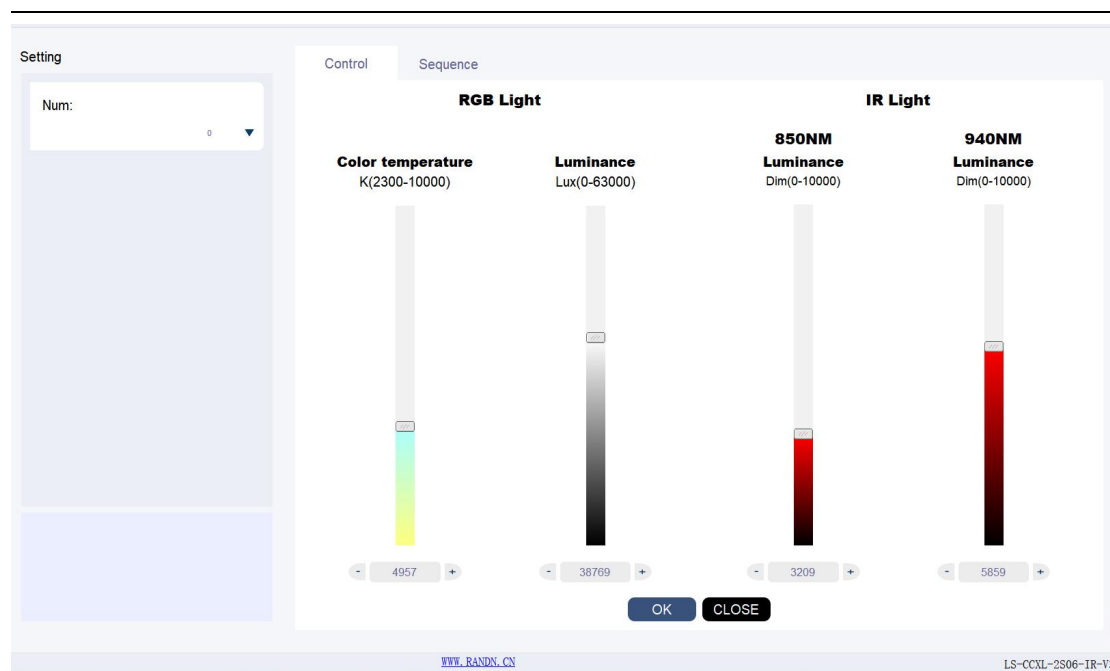 Setting
Num:
0
Control
Sequence
RGB Light
IR Light
850NM
940NM
Color temperature
Luminance
Luminance
Luminance
K(2300-10000)
Lux(0-63000)
Dim(0-10000)
Dim(0-10000)
- 4957 +
- 38769 +
- 3209 +
- 5859 +
OK
CLOSE
WWW.RANDN.CN
LS-CCXL-2S06-IR-V